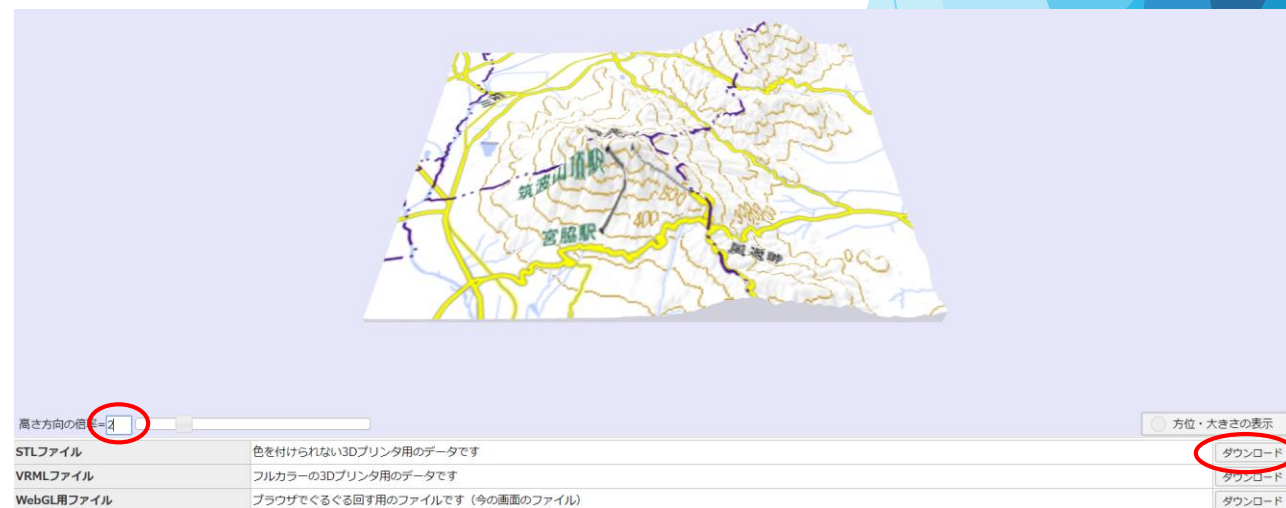 筑波山頂駅
800
400
宮脇駅
風返峠
高さ方向の倍率=2
方位・大きさの表示
STLファイル 色を付けられない3Dプリンタ用のデータです ダウンロード
VRMLファイル フルカラーの3Dプリンタ用のデータです ダウンロード
WebGL用ファイル ブラウザでぐるぐる回す用のファイルです（今の画面のファイル） ダウンロード